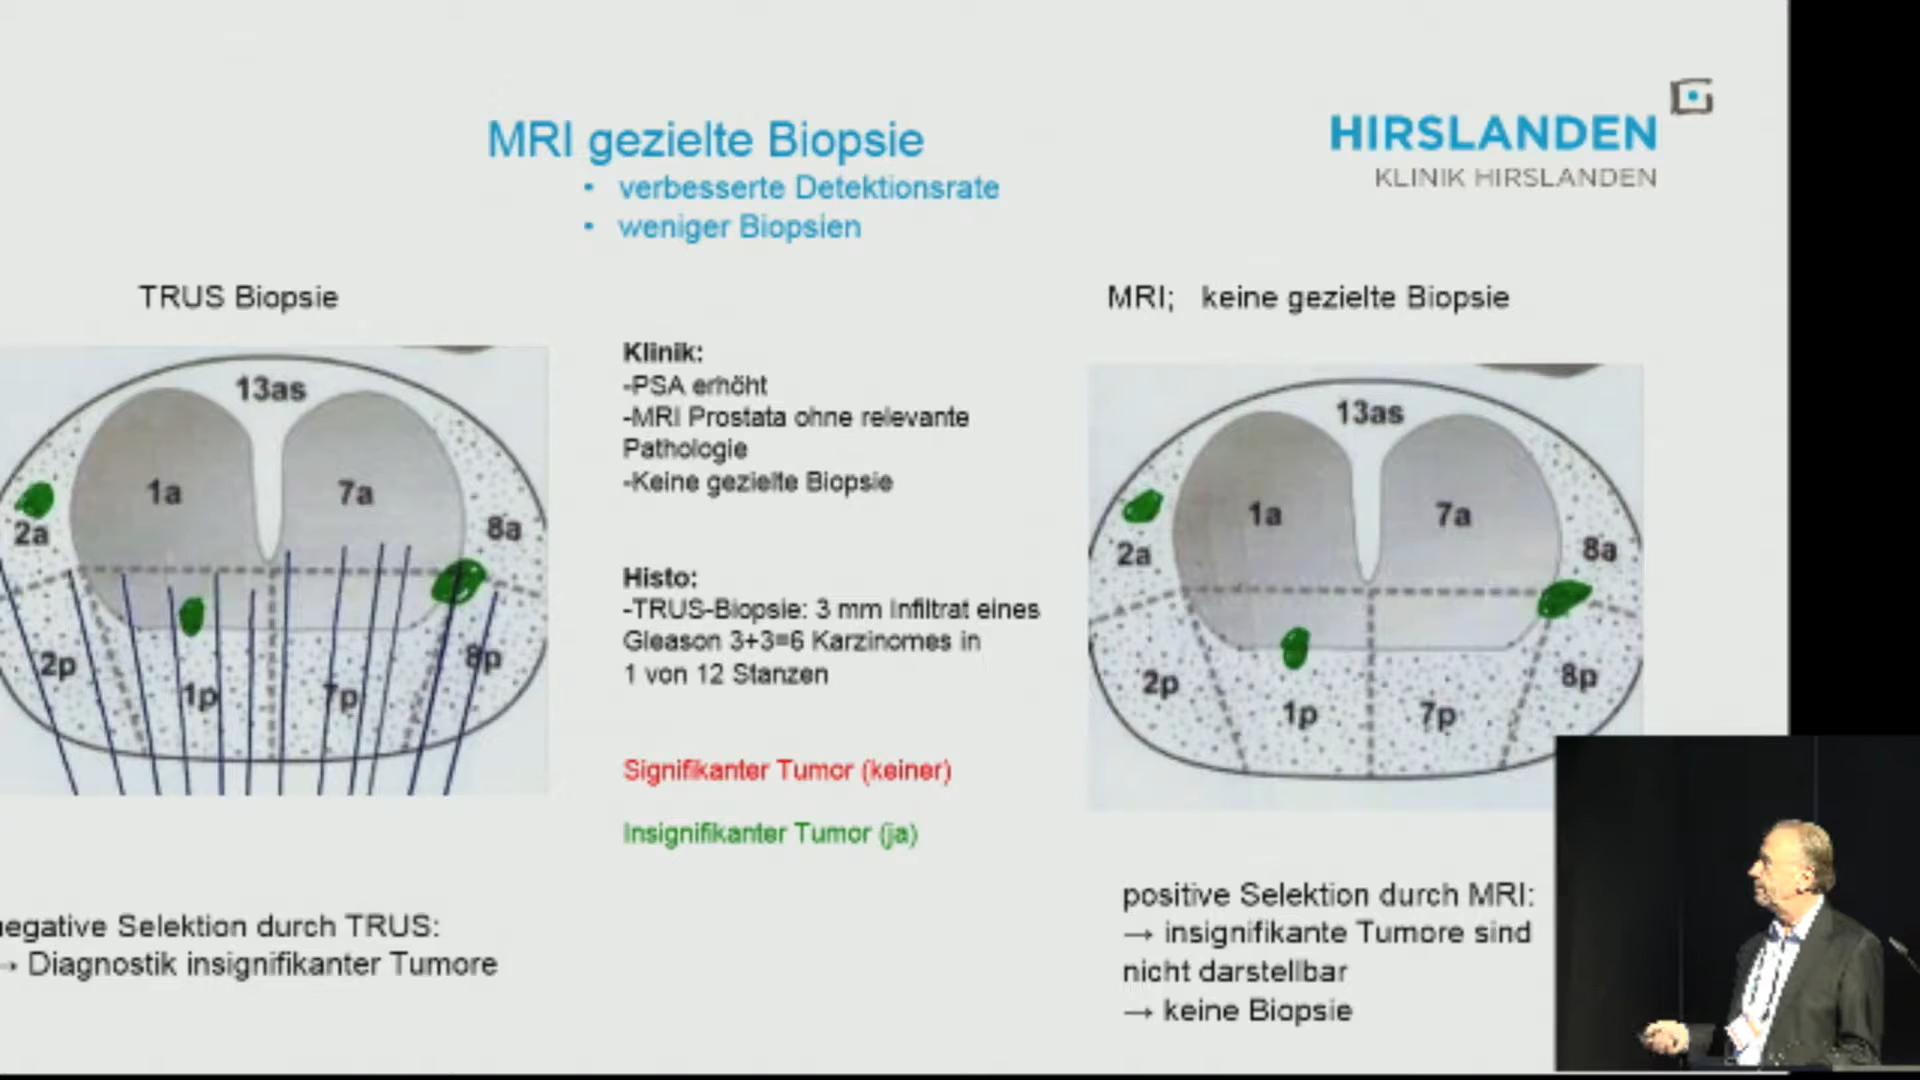 MRI gezielte Biopsie
• verbesserte Detektionsrate
• weniger Biopsien
HIRSLANDEN
KLINIK HIRSLANDEN
TRUS Biopsie
13as
1a
7a
2a
8a
2p
1p
7p
8p
negative Selektion durch TRUS:
→ Diagnostik insignifikanter Tumore
Klinik:
-PSA erhöht
-MRI Prostata ohne relevante
Pathologie
-Keine gezielte Biopsie
Histo:
-TRUS-Biopsie: 3 mm Infiltrat eines
Gleason 3+3=6 Karzinomes in
1 von 12 Stanzen
Signifikanter Tumor (keiner)
Insignifikanter Tumor (ja)
MRI; keine gezielte Biopsie
13as
1a
7a
2a
8a
2p
1p
7p
8p
positive Selektion durch MRI:
→ insignifikante Tumore sind
nicht darstellbar
→ keine Biopsie